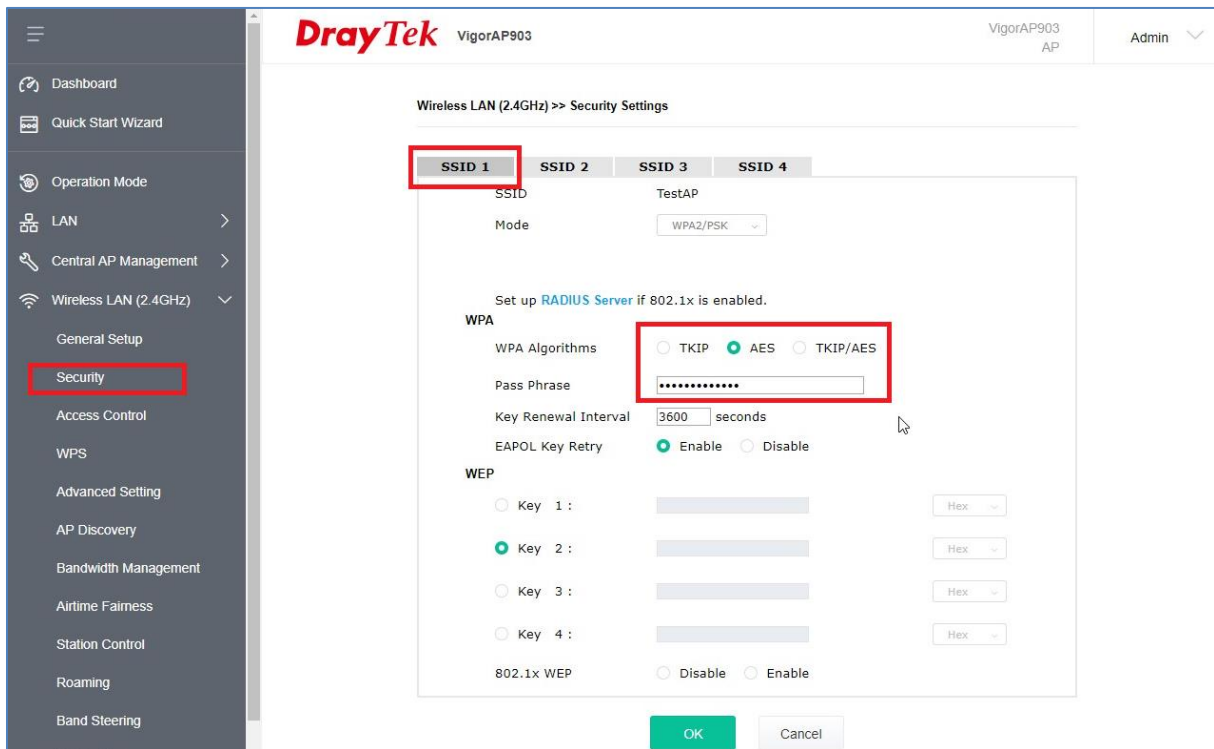 DrayTek VigorAP903
VigorAP903
AP
Admin
Dashboard
Quick Start Wizard
Operation Mode
LAN
Central AP Management
Wireless LAN (2.4GHz)
General Setup
Security
Access Control
WPS
Advanced Setting
AP Discovery
Bandwidth Management
Airtime Fairness
Station Control
Roaming
Band Steering
Wireless LAN (2.4GHz) >> Security Settings
SSID 1 SSID 2 SSID 3 SSID 4
SSID TestAP
Mode WPA2/PSK
Set up RADIUS Server if 802.1x is enabled.
WPA
WPA Algorithms TKIP AES TKIP/AES
Pass Phrase •••••••••••••
Key Renewal Interval 3600 seconds
EAPOL Key Retry Enable Disable
WEP
Key 1 : Hex
Key 2 : Hex
Key 3 : Hex
Key 4 : Hex
802.1x WEP Disable Enable
OK Cancel